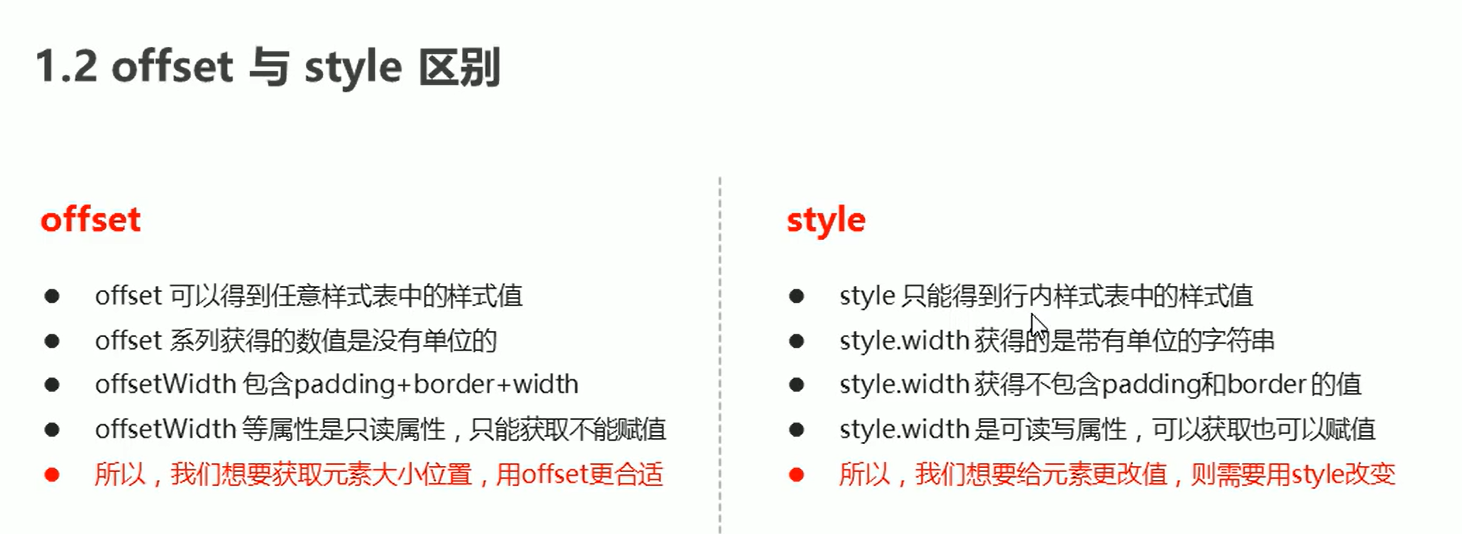 1.2 offset 与 style 区别
offset
● offset 可以得到任意样式表中的样式值
● offset 系列获得的数值是没有单位的
● offsetWidth 包含padding+border+width
● offsetWidth 等属性是只读属性，只能获取不能赋值
● 所以，我们想要获取元素大小位置，用offset更合适
style
● style 只能得到行内样式表中的样式值
● style.width 获得的是带有单位的字符串
● style.width 获得不包含padding和border 的值
● style.width 是可读写属性，可以获取也可以赋值
● 所以，我们想要给元素更改值，则需要用style改变